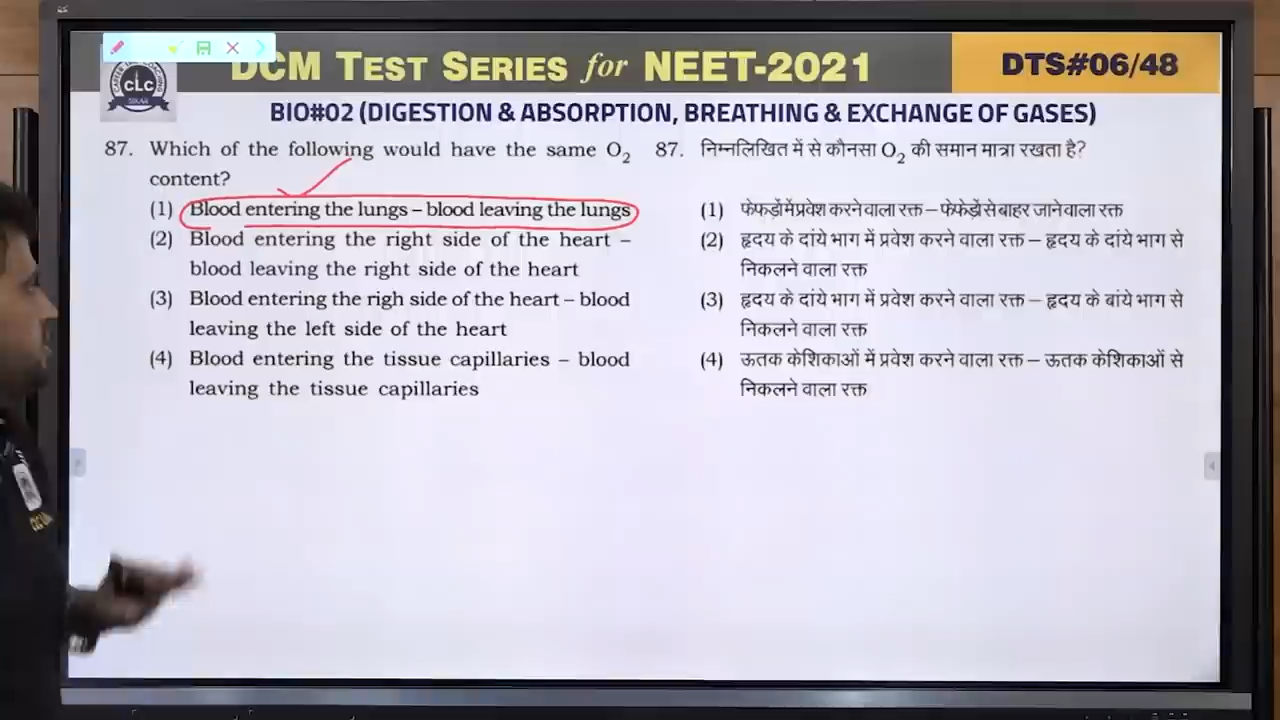 DCM TEST SERIES for NEET-2021
DTS#06/48
CLC
SIKAR
BIO#02 (DIGESTION & ABSORPTION, BREATHING & EXCHANGE OF GASES)
87. Which of the following would have the same O₂
content?
(1) Blood entering the lungs – blood leaving the lungs
(2) Blood entering the right side of the heart –
blood leaving the right side of the heart
(3) Blood entering the righ side of the heart – blood
leaving the left side of the heart
(4) Blood entering the tissue capillaries – blood
leaving the tissue capillaries
87. निम्नलिखित में से कौनसा O₂ की समान मात्रा रखता है?
(1) फेफड़ों में प्रवेश करने वाला रक्त – फेफेड़ों से बाहर जाने वाला रक्त
(2) हृदय के दांये भाग में प्रवेश करने वाला रक्त – हृदय के दांये भाग से
निकलने वाला रक्त
(3) हृदय के दांये भाग में प्रवेश करने वाला रक्त – हृदय के बांये भाग से
निकलने वाला रक्त
(4) ऊतक केशिकाओं में प्रवेश करने वाला रक्त – ऊतक केशिकाओं से
निकलने वाला रक्त